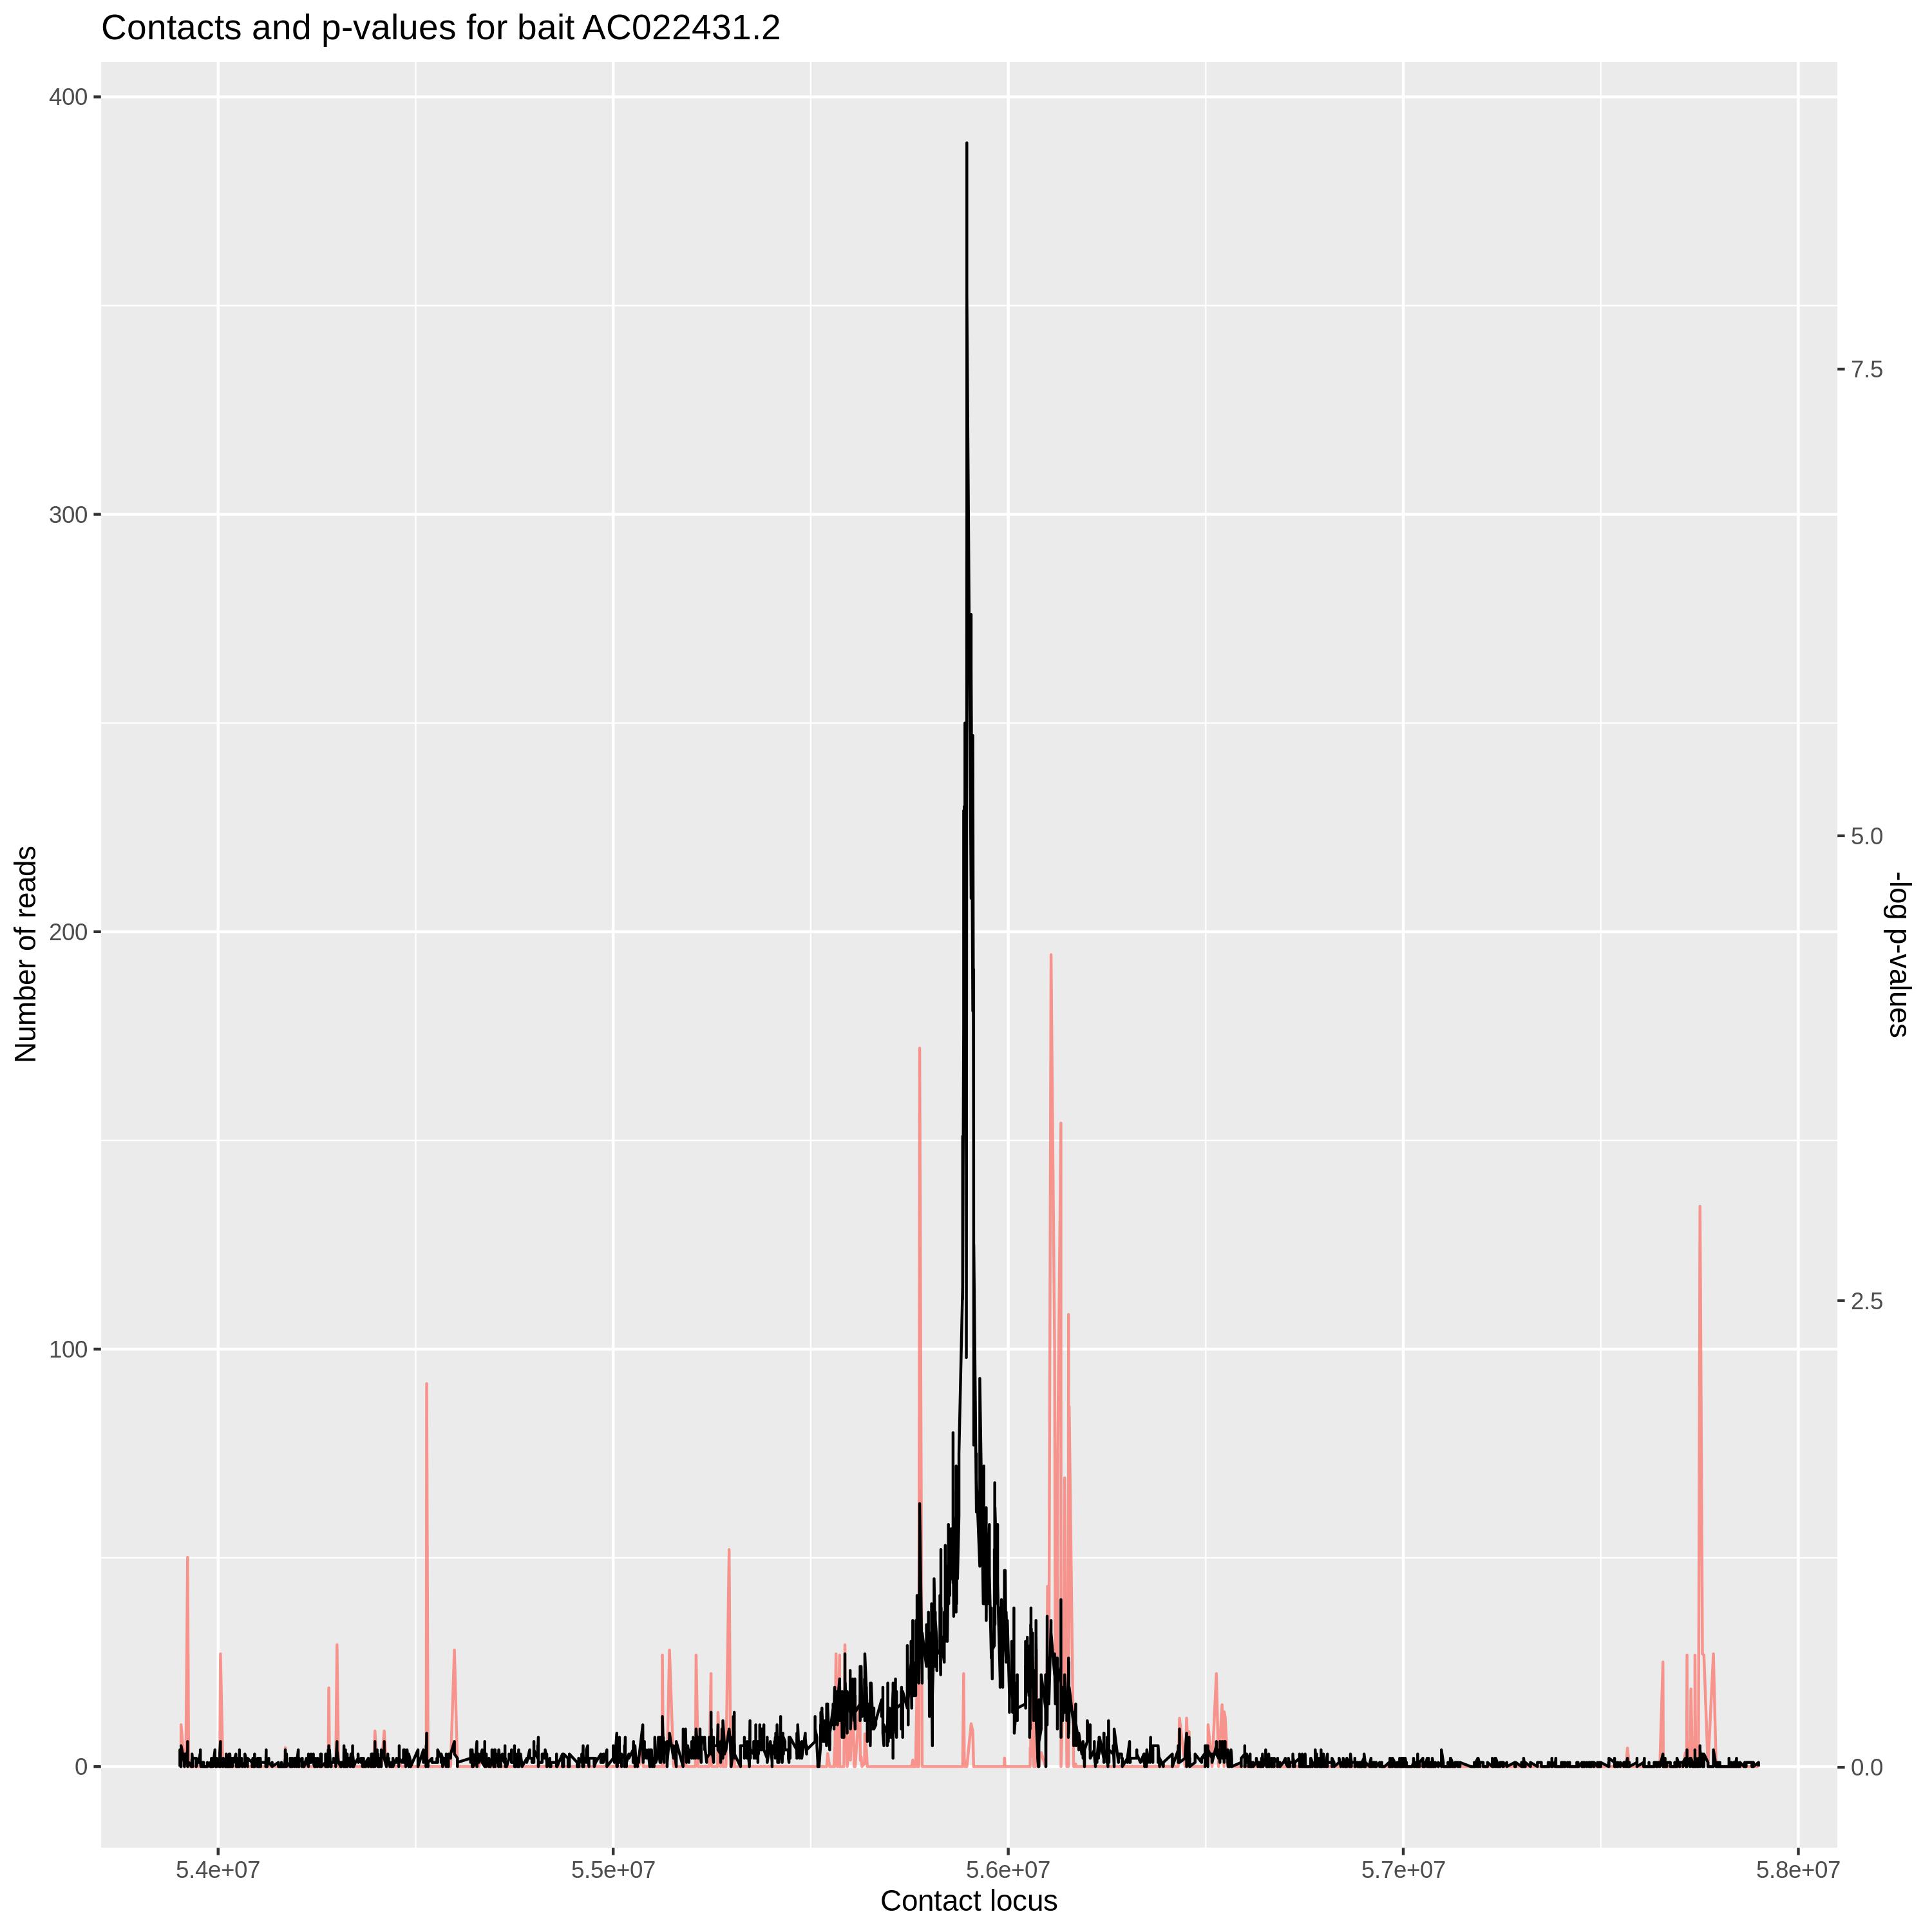 Contacts and p-values for bait AC022431.2
400
300
200
100
0
Number of reads
7.5
5.0
2.5
0.0
-log p-values
5.4e+07
5.5e+07
5.6e+07
5.7e+07
5.8e+07
Contact locus